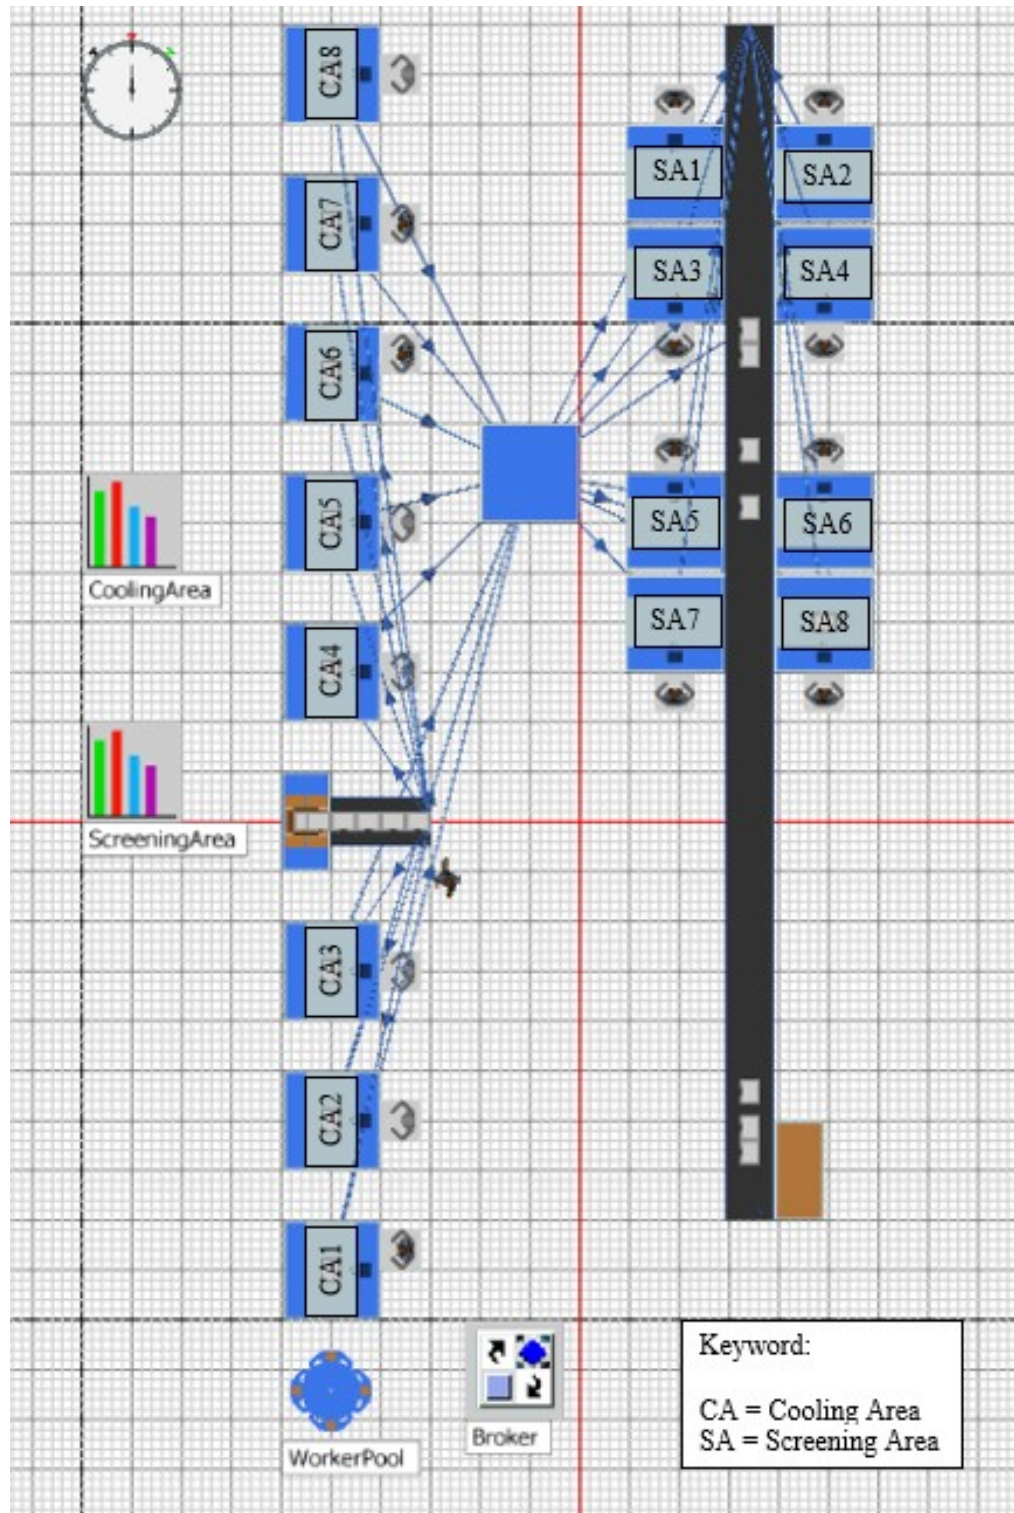 CA8
SA1
SA2
CA7
SA3
SA4
CA6
CA5
SA5
SA6
CoolingArea
SA7
SA8
CA4
ScreeningArea
CA3
CA2
CA1
Keyword:
CA = Cooling Area
SA = Screening Area
Broker
WorkerPool